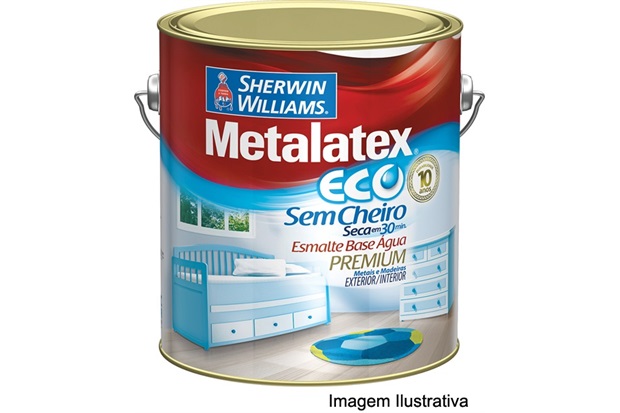 SHERWIN
WILLIAMS®
Metalatex®
ECO
10
anos
Sem Cheiro
Seca em 30 min.
Esmalte Base Água
PREMIUM
Metais e Madeiras
EXTERIOR/INTERIOR
Imagem Ilustrativa